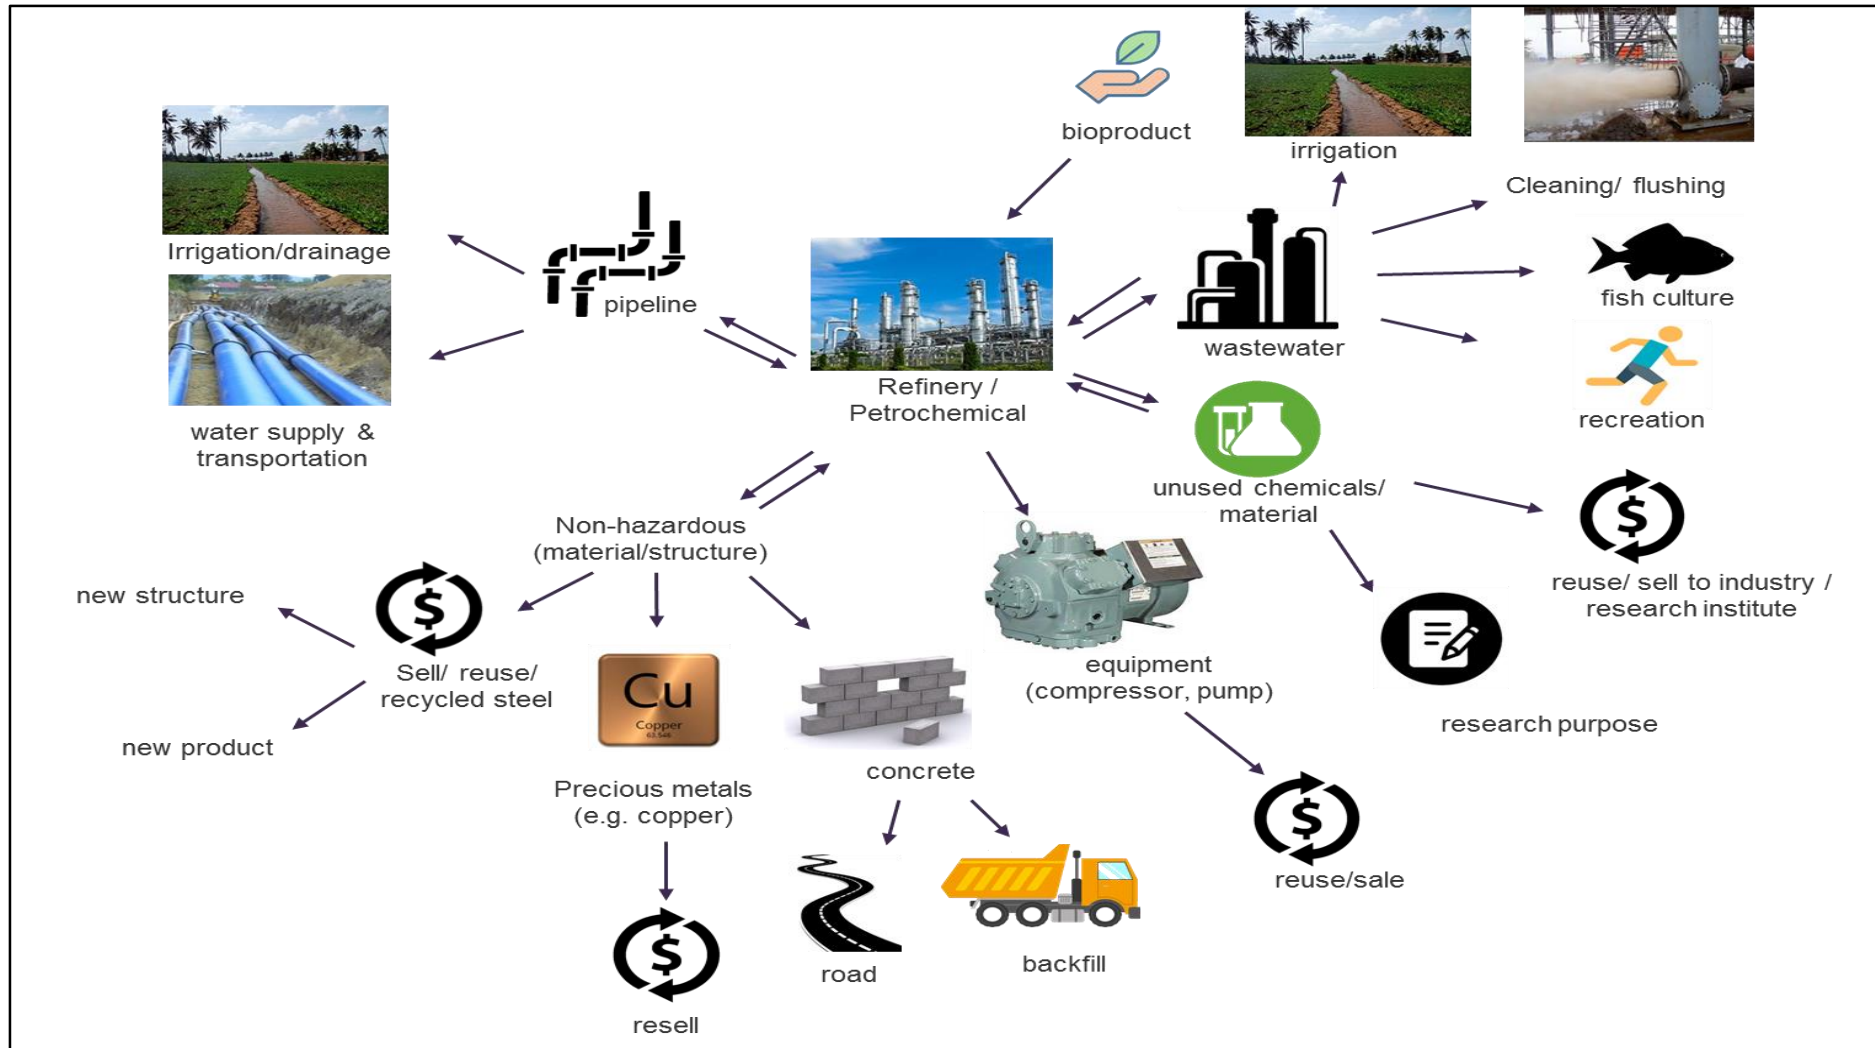 bioproduct
irrigation
Cleaning/ flushing
Irrigation/drainage
pipeline
fish culture
wastewater
Refinery /
Petrochemical
recreation
water supply &
transportation
unused chemicals/
material
Non-hazardous
(material/structure)
$
reuse/ sell to industry /
research institute
new structure
$
Sell/ reuse/
recycled steel
new product
Cu
Copper
63.546
equipment
(compressor, pump)
research purpose
Precious metals
(e.g. copper)
concrete
$
reuse/sale
road
backfill
$
resell